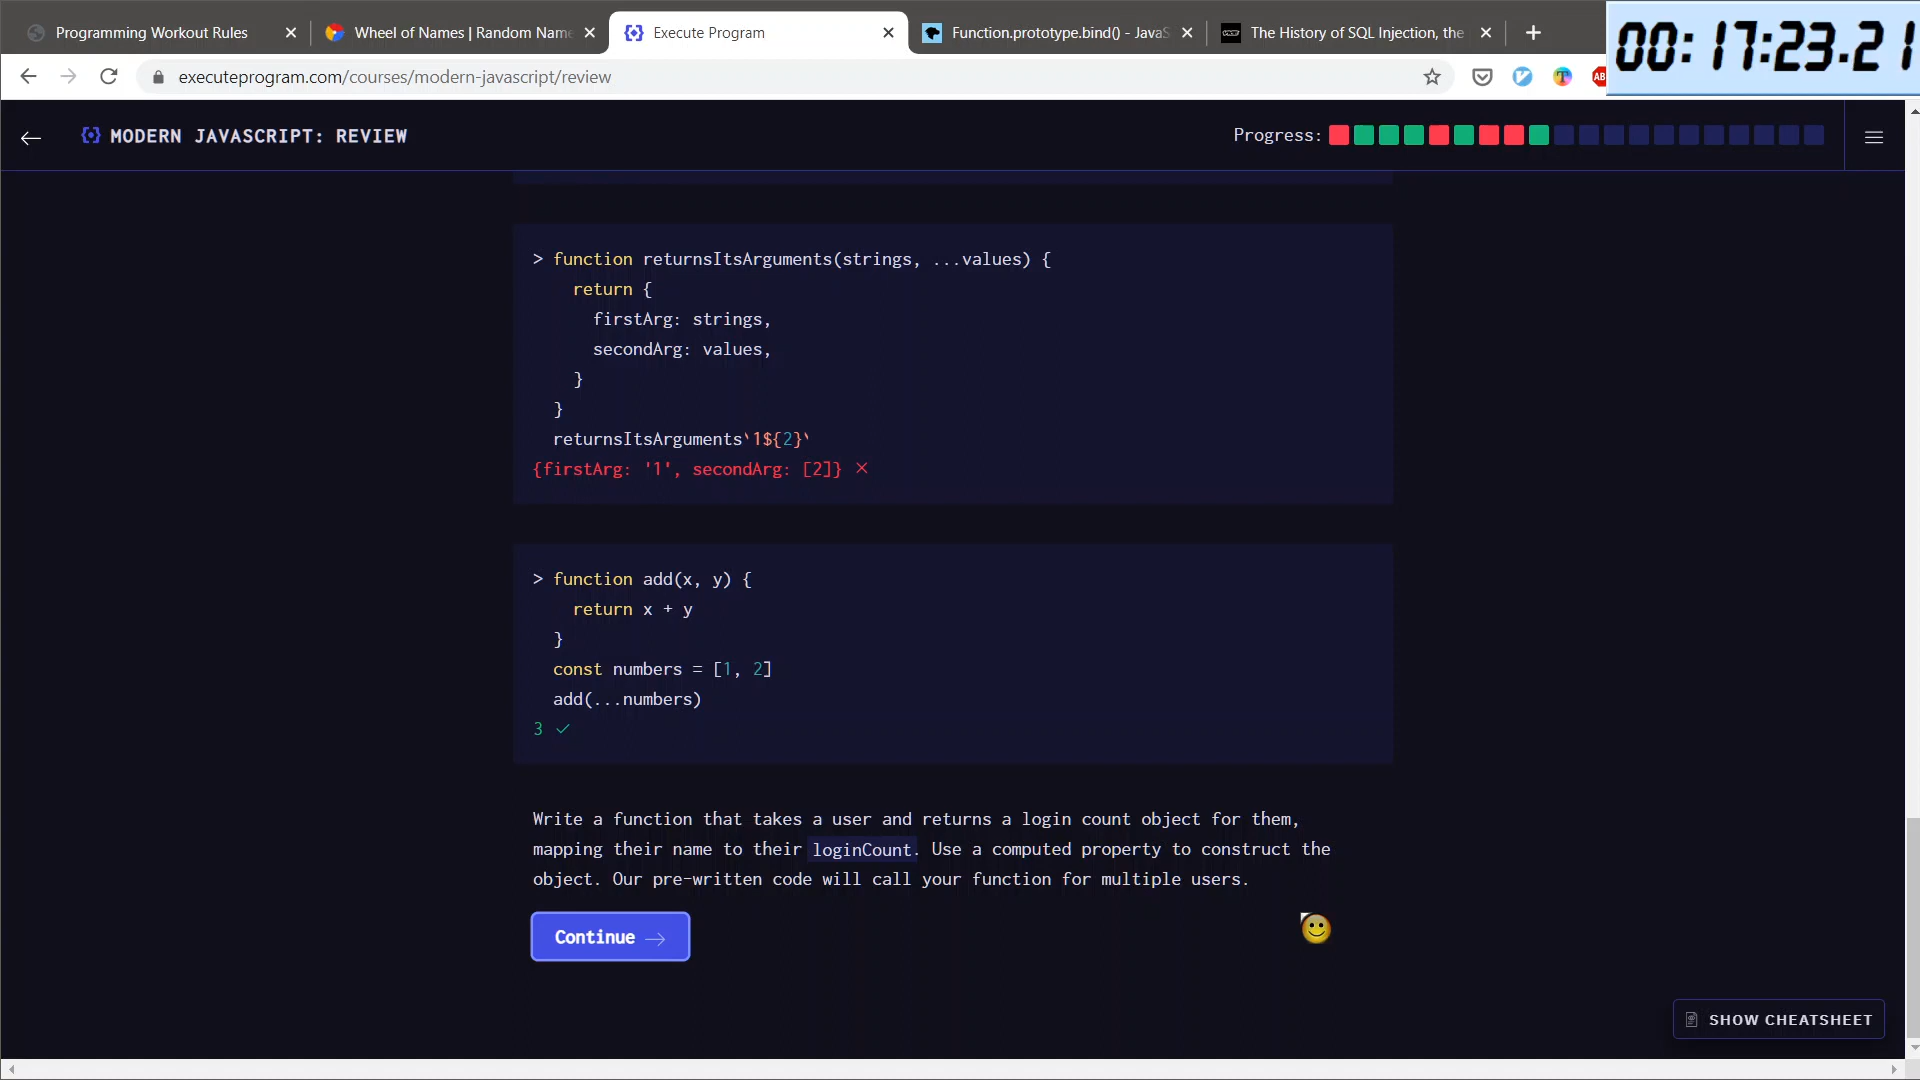 Programming Workout Rules
Wheel of Names | Random Name
Execute Program
Function.prototype.bind() - JavaS
The History of SQL Injection, the
00:17:23.21
executeprogram.com/courses/modern-javascript/review
AB
MODERN JAVASCRIPT: REVIEW
Progress:
> function returnsItsArguments(strings, ...values) {
return {
firstArg: strings,
secondArg: values,
}
}
returnsItsArguments`1${2}`
{firstArg: '1', secondArg: [2]} ×
> function add(x, y) {
return x + y
}
const numbers = [1, 2]
add(...numbers)
3 ✓
Write a function that takes a user and returns a login count object for them,
mapping their name to their loginCount. Use a computed property to construct the
object. Our pre-written code will call your function for multiple users.
Continue →
SHOW CHEATSHEET